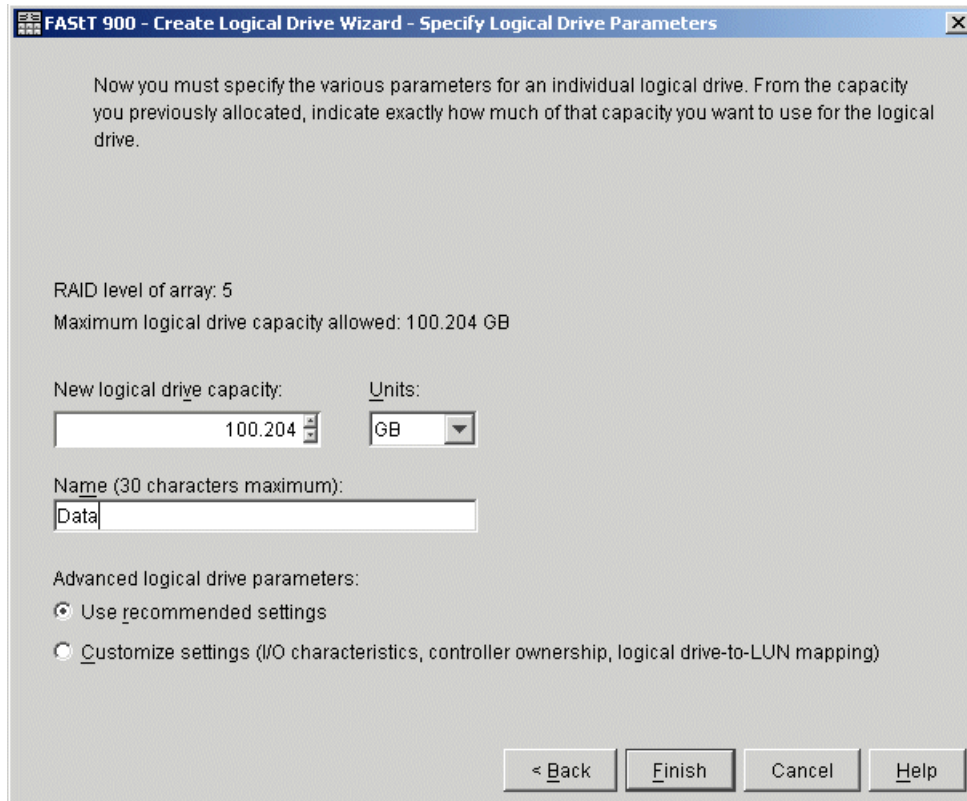 FAStT 900 - Create Logical Drive Wizard - Specify Logical Drive Parameters
Now you must specify the various parameters for an individual logical drive. From the capacity
you previously allocated, indicate exactly how much of that capacity you want to use for the logical
drive.
RAID level of array: 5
Maximum logical drive capacity allowed: 100.204 GB
New logical drive capacity: Units:
100.204 GB
Name (30 characters maximum):
Data
Advanced logical drive parameters:
Use recommended settings
Customize settings (I/O characteristics, controller ownership, logical drive-to-LUN mapping)
< Back Finish Cancel Help